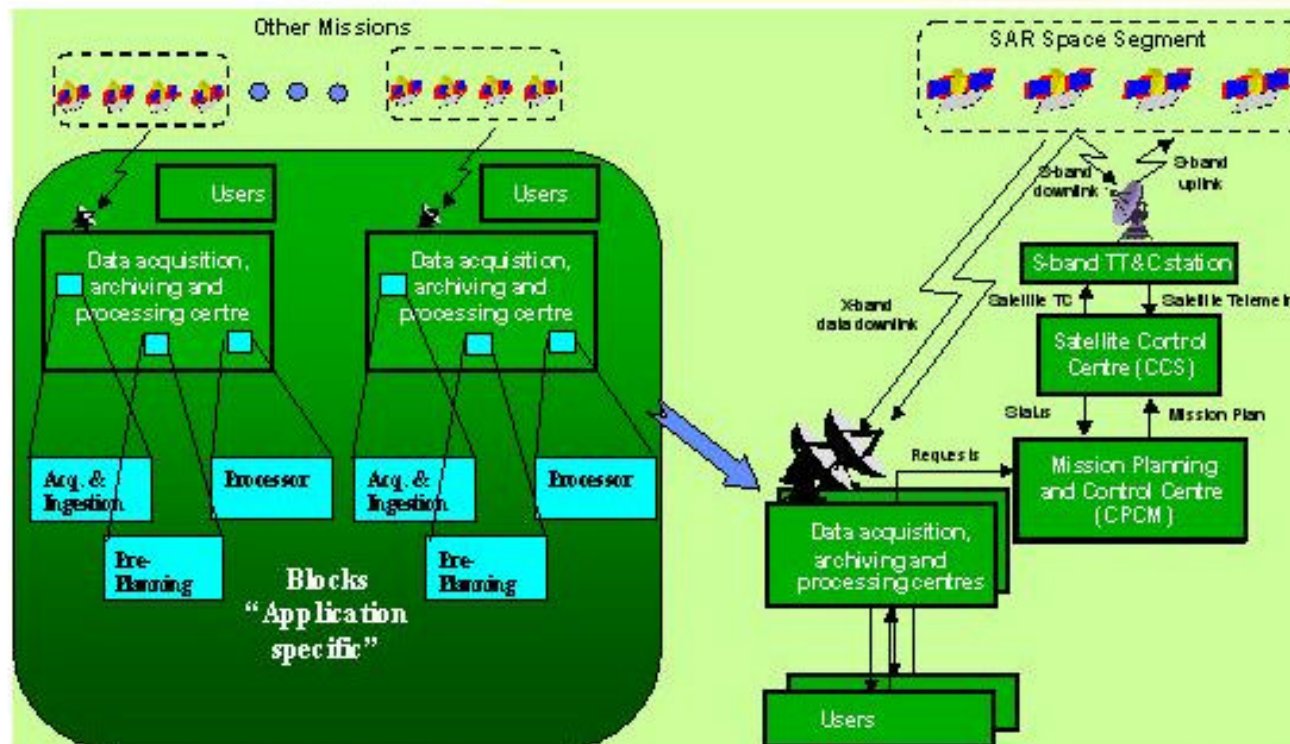 Other Missions
SAR Space Segment
Users
Users
Data acquisition,
archiving and
processing centre
Data acquisition,
archiving and
processing centre
Acq. &
Ingestion
Processor
Pre-
Planning
Acq. &
Ingestion
Processor
Pre-
Planning
Blocks
“Application
specific”
S-band
downlink
S-band
uplink
X-band
data downlink
S-band TT&C station
Satellite TC
Satellite Telemetr
Satellite Control
Centre (CCS)
Status
Mission Plan
Requests
Mission Planning
and Control Centre
(CPCM)
Data acquisition,
archiving and
processing centres
Users